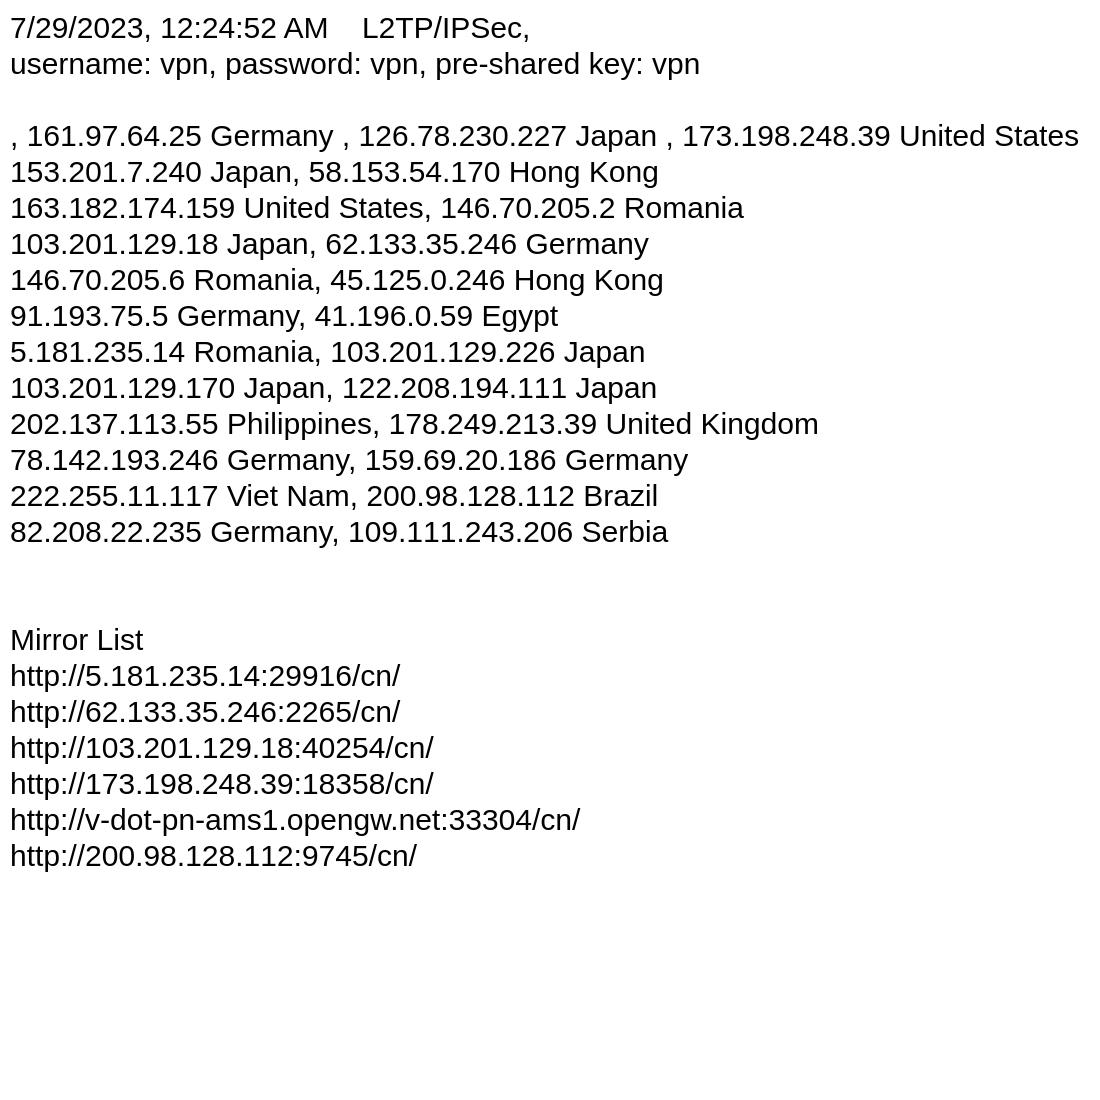 7/29/2023, 12:24:52 AM    L2TP/IPSec,
username: vpn, password: vpn, pre-shared key: vpn
, 161.97.64.25 Germany , 126.78.230.227 Japan , 173.198.248.39 United States
153.201.7.240 Japan, 58.153.54.170 Hong Kong
163.182.174.159 United States, 146.70.205.2 Romania
103.201.129.18 Japan, 62.133.35.246 Germany
146.70.205.6 Romania, 45.125.0.246 Hong Kong
91.193.75.5 Germany, 41.196.0.59 Egypt
5.181.235.14 Romania, 103.201.129.226 Japan
103.201.129.170 Japan, 122.208.194.111 Japan
202.137.113.55 Philippines, 178.249.213.39 United Kingdom
78.142.193.246 Germany, 159.69.20.186 Germany
222.255.11.117 Viet Nam, 200.98.128.112 Brazil
82.208.22.235 Germany, 109.111.243.206 Serbia
Mirror List
http://5.181.235.14:29916/cn/
http://62.133.35.246:2265/cn/
http://103.201.129.18:40254/cn/
http://173.198.248.39:18358/cn/
http://v-dot-pn-ams1.opengw.net:33304/cn/
http://200.98.128.112:9745/cn/